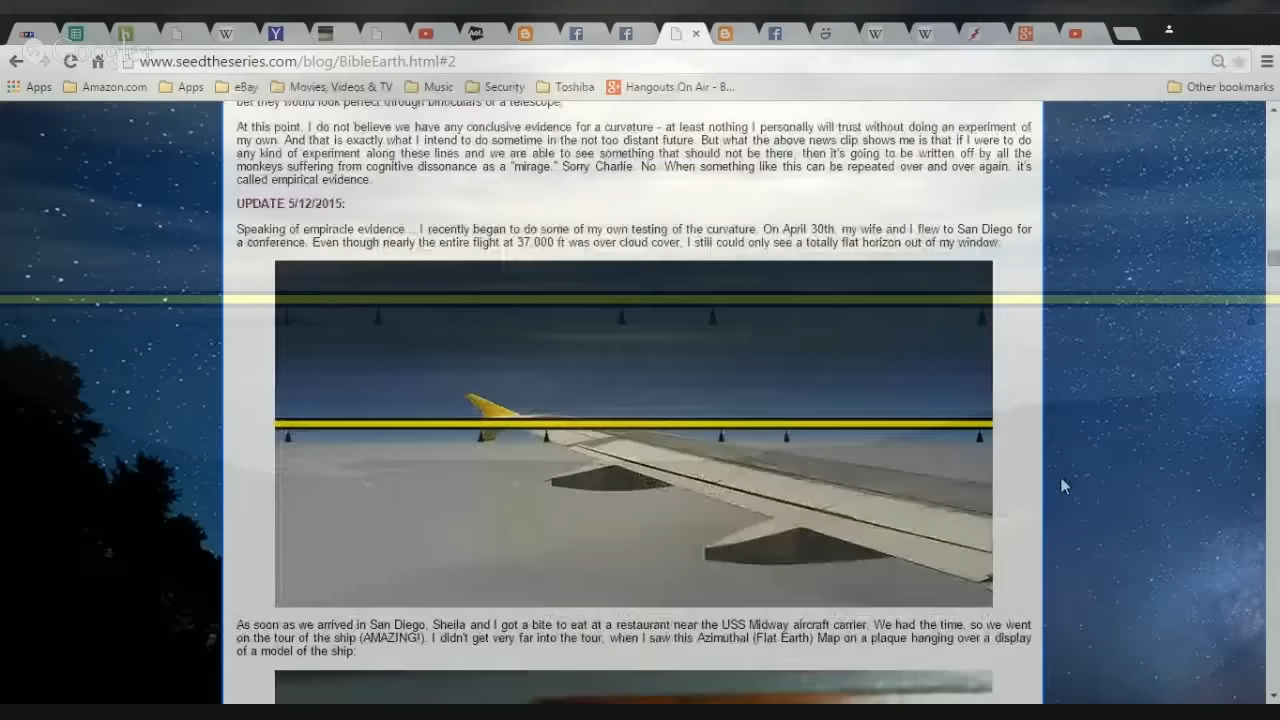 Google+
www.seedtheseries.com/blog/BibleEarth.html#2
Apps Amazon.com Apps eBay Movies, Videos & TV Music Security Toshiba Hangouts On Air - B... Other bookmarks
bet they would look perfect through binoculars or a telescope,
At this point, I do not believe we have any conclusive evidence for a curvature - at least nothing I personally will trust without doing an experiment of
my own. And that is exactly what I intend to do sometime in the not too distant future. But what the above news clip shows me is that if I were to do
any kind of experiment along these lines and we are able to see something that should not be there, then it's going to be written off by all the
monkeys suffering from cognitive dissonance as a "mirage." Sorry Charlie. No. When something like this can be repeated over and over again, it's
called empirical evidence.
UPDATE 5/12/2015:
Speaking of empiracle evidence... I recently began to do some of my own testing of the curvature. On April 30th, my wife and I flew to San Diego for
a conference. Even though nearly the entire flight at 37,000 ft was over cloud cover, I still could only see a totally flat horizon out of my window:
As soon as we arrived in San Diego, Sheila and I got a bite to eat at a restaurant near the USS Midway aircraft carrier. We had the time, so we went
on the tour of the ship (AMAZING!). I didn't get very far into the tour, when I saw this Azimuthal (Flat Earth) Map on a plaque hanging over a display
of a model of the ship: